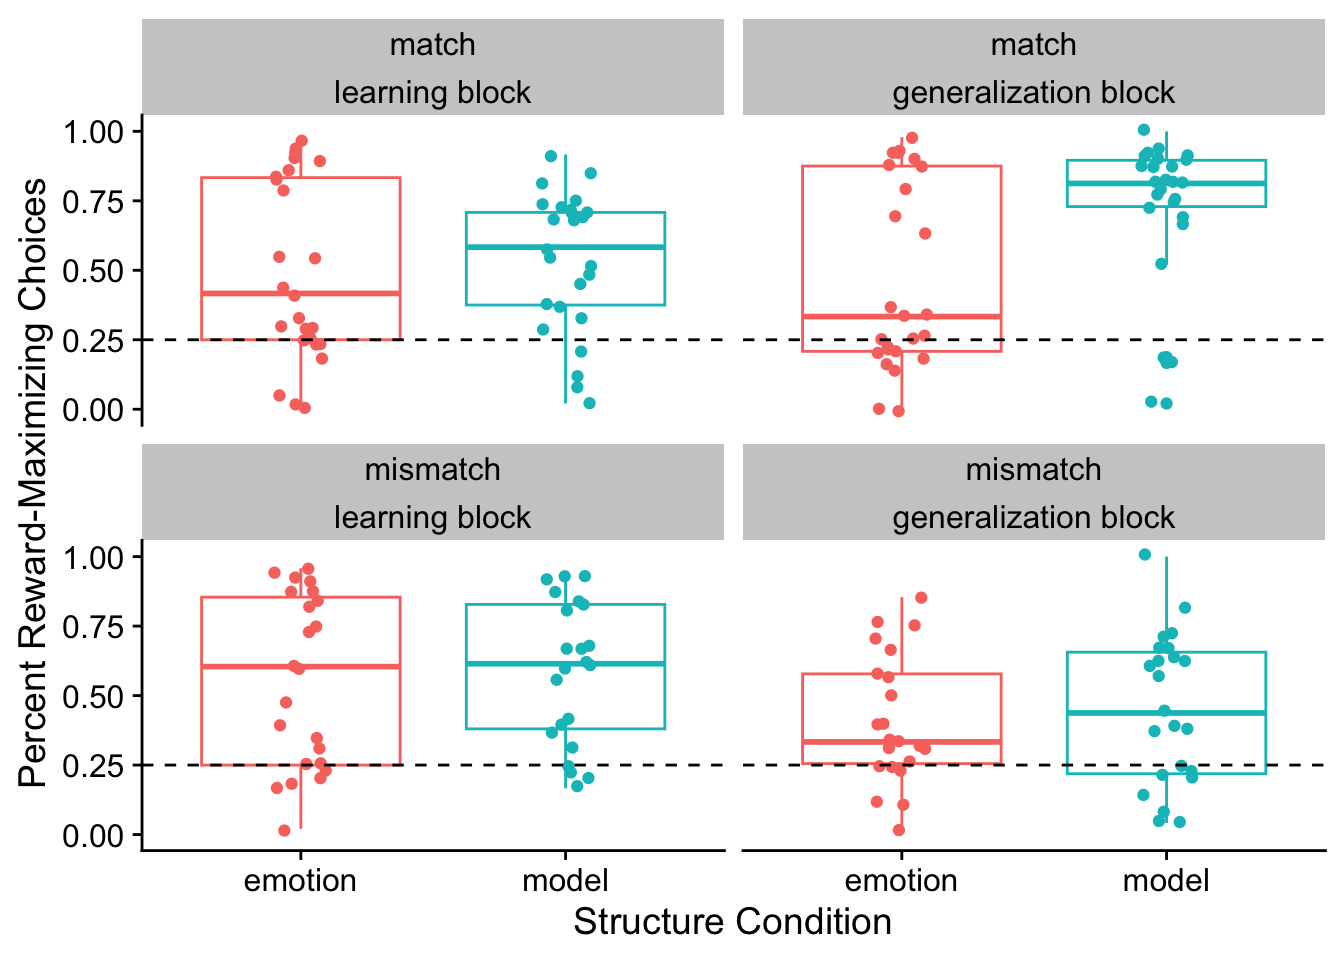 match
learning block
match
generalization block
1.00
0.75
0.50
0.25
0.00
mismatch
learning block
mismatch
generalization block
1.00
0.75
0.50
0.25
0.00
Percent Reward-Maximizing Choices
emotion
model
emotion
model
Structure Condition